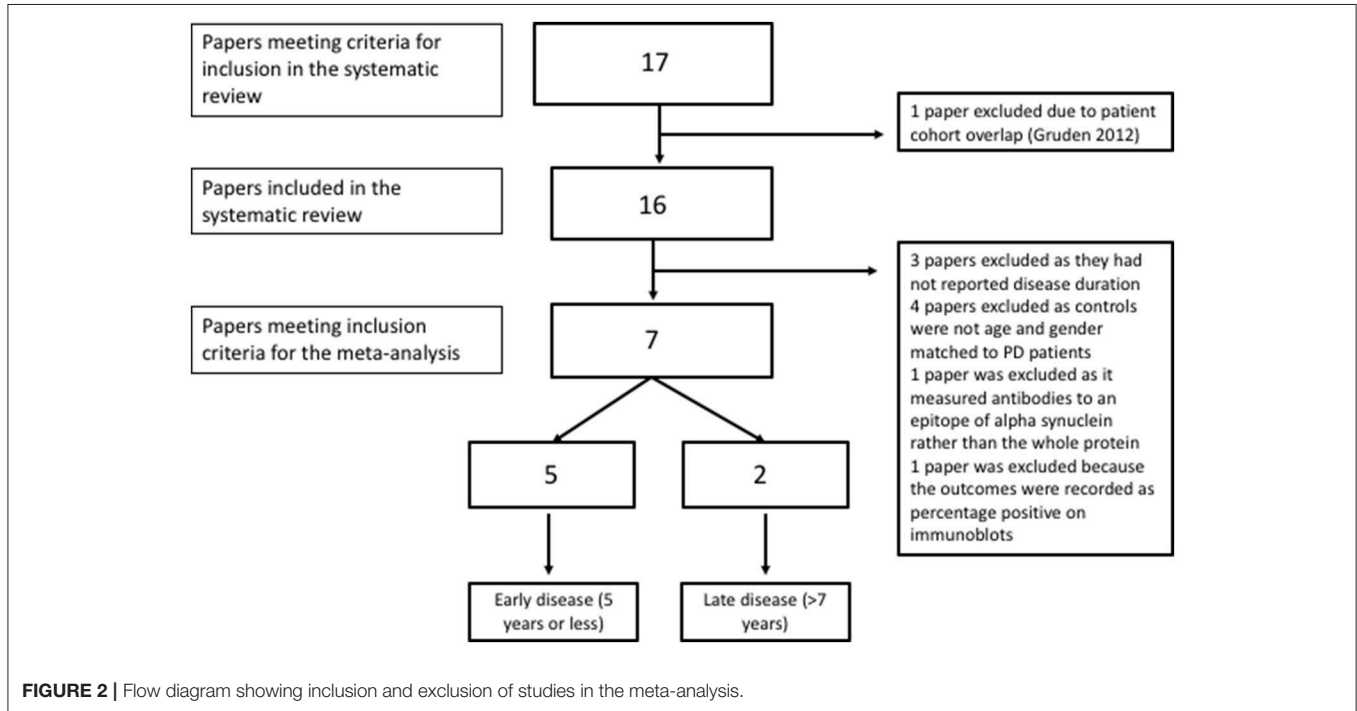 Papers meeting criteria for
inclusion in the systematic
review
17
1 paper excluded due to patient
cohort overlap (Gruden 2012)
Papers included in the
systematic review
16
3 papers excluded as they had
not reported disease duration
4 papers excluded as controls
were not age and gender
matched to PD patients
1 paper was excluded as it
measured antibodies to an
epitope of alpha synuclein
rather than the whole protein
1 paper was excluded because
the outcomes were recorded as
percentage positive on
immunoblots
Papers meeting inclusion
criteria for the meta-analysis
7
5
2
Early disease (5
years or less)
Late disease (>7
years)
FIGURE 2 | Flow diagram showing inclusion and exclusion of studies in the meta-analysis.